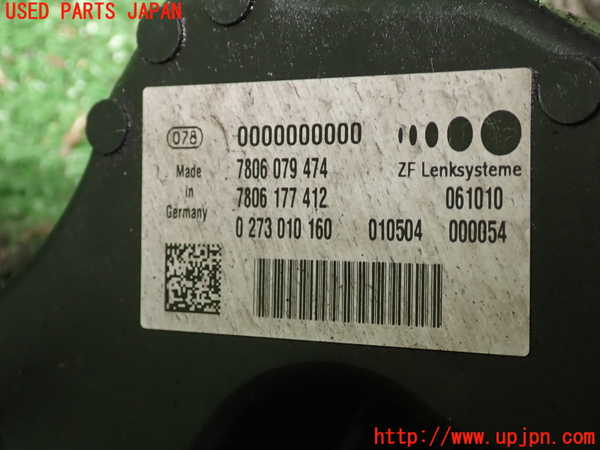 USED PARTS JAPAN
078
0000000000
Made in Germany
7806 079 474
7806 177 412
0 273 010 160
010504
ZF Lenksysteme
061010
000054
http://www.upjpn.com/